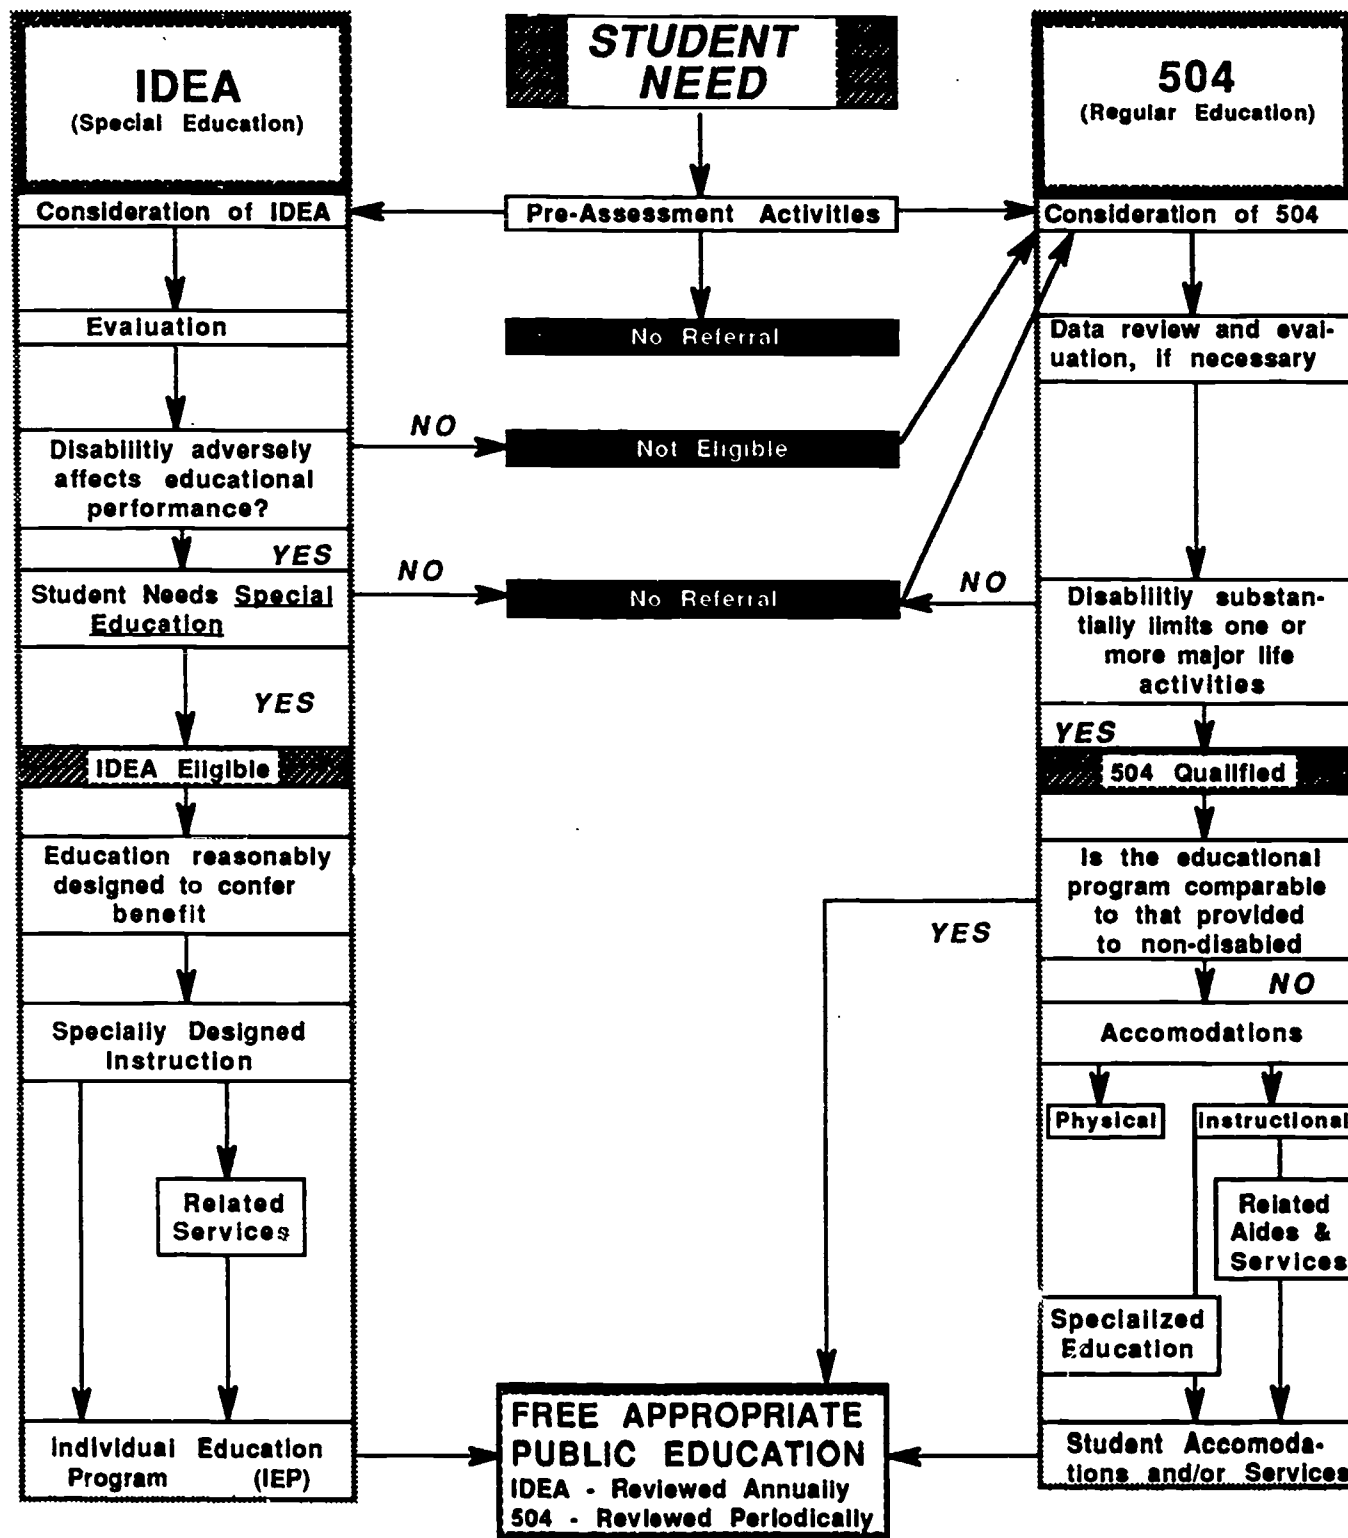 IDEA
(Special Education)
Consideration of IDEA
Evaluation
Disabilitiy adversely
affects educational
performance?
NO
YES
Student Needs Special
Education
NO
YES
IDEA Eligible
Education reasonably
designed to confer
benefit
Specially Designed
Instruction
Related
Services
Individual Education
Program (IEP)
STUDENT
NEED
Pre-Assessment Activities
No Referral
Not Eligible
No Referral
FREE APPROPRIATE
PUBLIC EDUCATION
IDEA - Reviewed Annually
504 - Reviewed Periodically
504
(Regular Education)
Consideration of 504
Data review and eval-
uation, if necessary
NO
Disabilitiy substan-
tially limits one or
more major life
activities
YES
504 Qualified
Is the educational
program comparable
to that provided
to non-disabled
YES
NO
Accomodations
Physical
Instructional
Related
Aides &
Services
Specialized
Education
Student Accomoda-
tions and/or Services